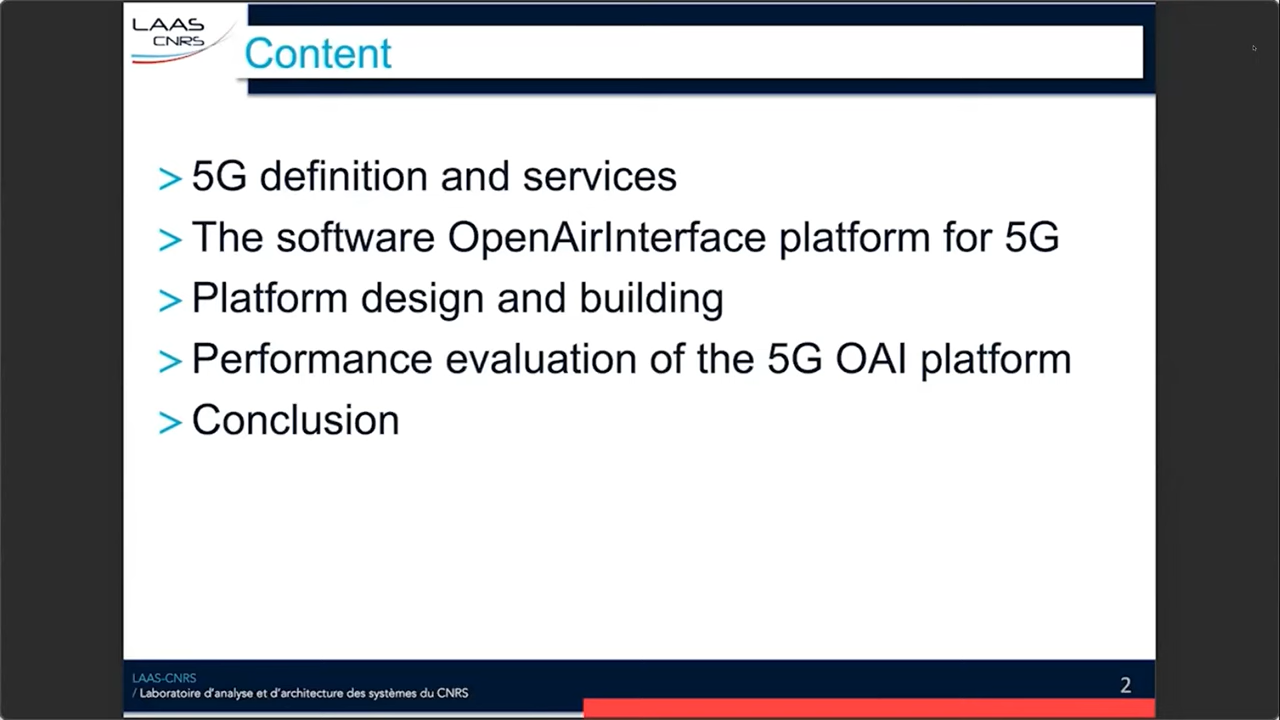 LAAS
CNRS
Content
> 5G definition and services
> The software OpenAirInterface platform for 5G
> Platform design and building
> Performance evaluation of the 5G OAI platform
> Conclusion
LAAS-CNRS
/ Laboratoire d'analyse et d'architecture des systèmes du CNRS
2